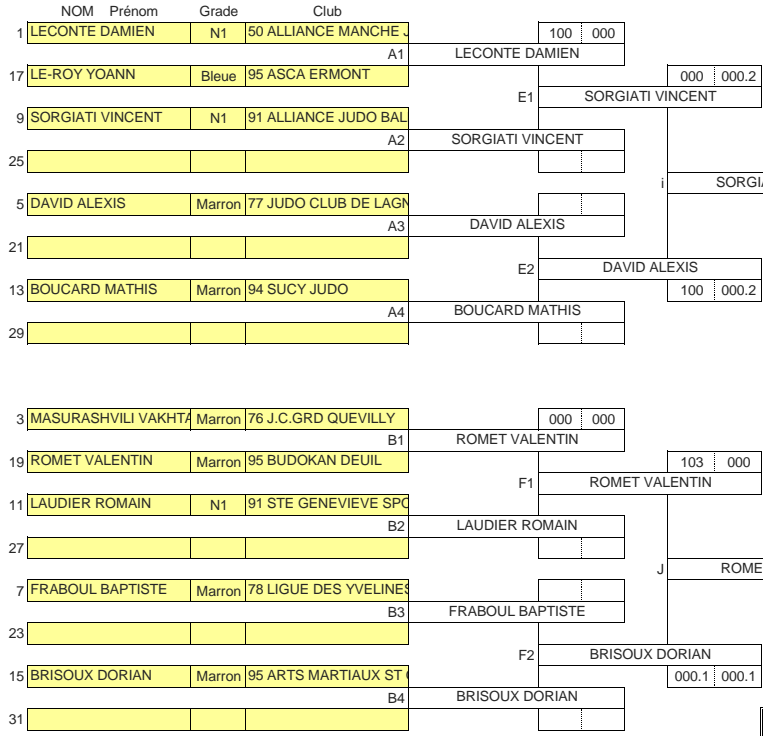 NOM Prénom Grade Club
1 LECONTE DAMIEN N1 50 ALLIANCE MANCHE J 100 000
A1 LECONTE DAMIEN
17 LE-ROY YOANN Bleue 95 ASCA ERMONT 000 000.2
E1 SORGIATI VINCENT
9 SORGIATI VINCENT N1 91 ALLIANCE JUDO BAL
A2 SORGIATI VINCENT
25
i SORGIA
5 DAVID ALEXIS Marron 77 JUDO CLUB DE LAGN
A3 DAVID ALEXIS
21
E2 DAVID ALEXIS
13 BOUCARD MATHIS Marron 94 SUCY JUDO 100 000.2
A4 BOUCARD MATHIS
29
3 MASURASHVILI VAKHTA Marron 76 J.C.GRD QUEVILLY 000 000
B1 ROMET VALENTIN
19 ROMET VALENTIN Marron 95 BUDOKAN DEUIL 103 000
F1 ROMET VALENTIN
11 LAUDIER ROMAIN N1 91 STE GENEVIEVE SPO
B2 LAUDIER ROMAIN
27
J ROME
7 FRABOUL BAPTISTE Marron 78 LIGUE DES YVELINES
B3 FRABOUL BAPTISTE
23
F2 BRISOUX DORIAN
15 BRISOUX DORIAN Marron 95 ARTS MARTIAUX ST 000.1 000.1
B4 BRISOUX DORIAN
31